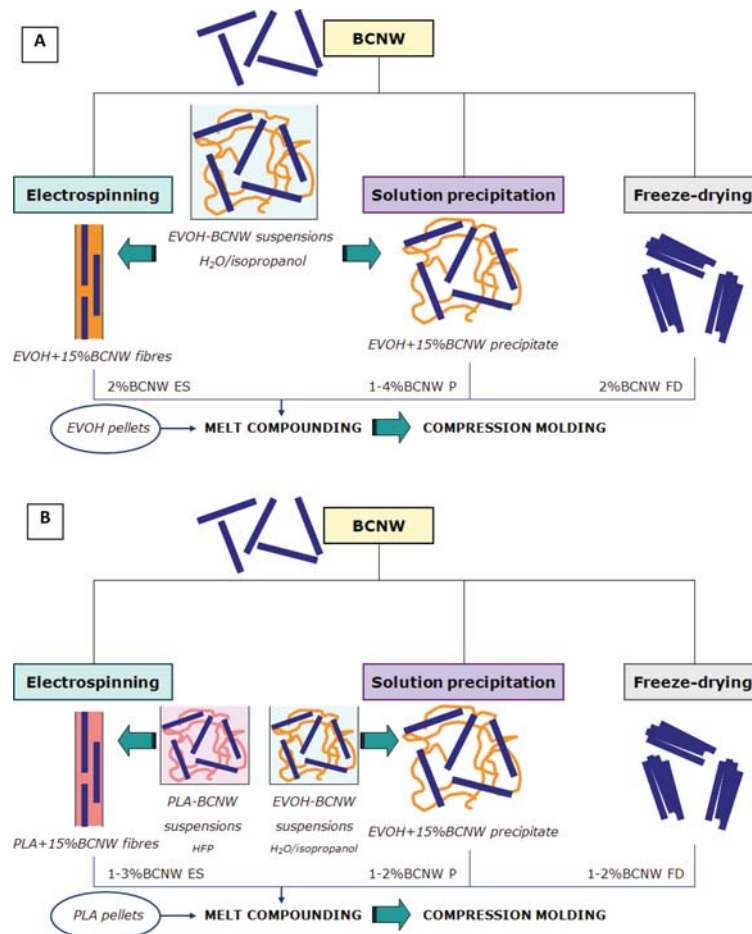 A
BCNW
Electrospinning
Solution precipitation
Freeze-drying
EVOH-BCNW suspensions
H₂O/isopropanol
EVOH+15%BCNW fibres
EVOH+15%BCNW precipitate
2%BCNW ES
1-4%BCNW P
2%BCNW FD
EVOH pellets
MELT COMPOUNDING
COMPRESSION MOLDING
B
BCNW
Electrospinning
Solution precipitation
Freeze-drying
PLA-BCNW
suspensions
HFP
EVOH-BCNW
suspensions
H₂O/isopropanol
PLA+15%BCNW fibres
EVOH+15%BCNW precipitate
1-3%BCNW ES
1-2%BCNW P
1-2%BCNW FD
PLA pellets
MELT COMPOUNDING
COMPRESSION MOLDING